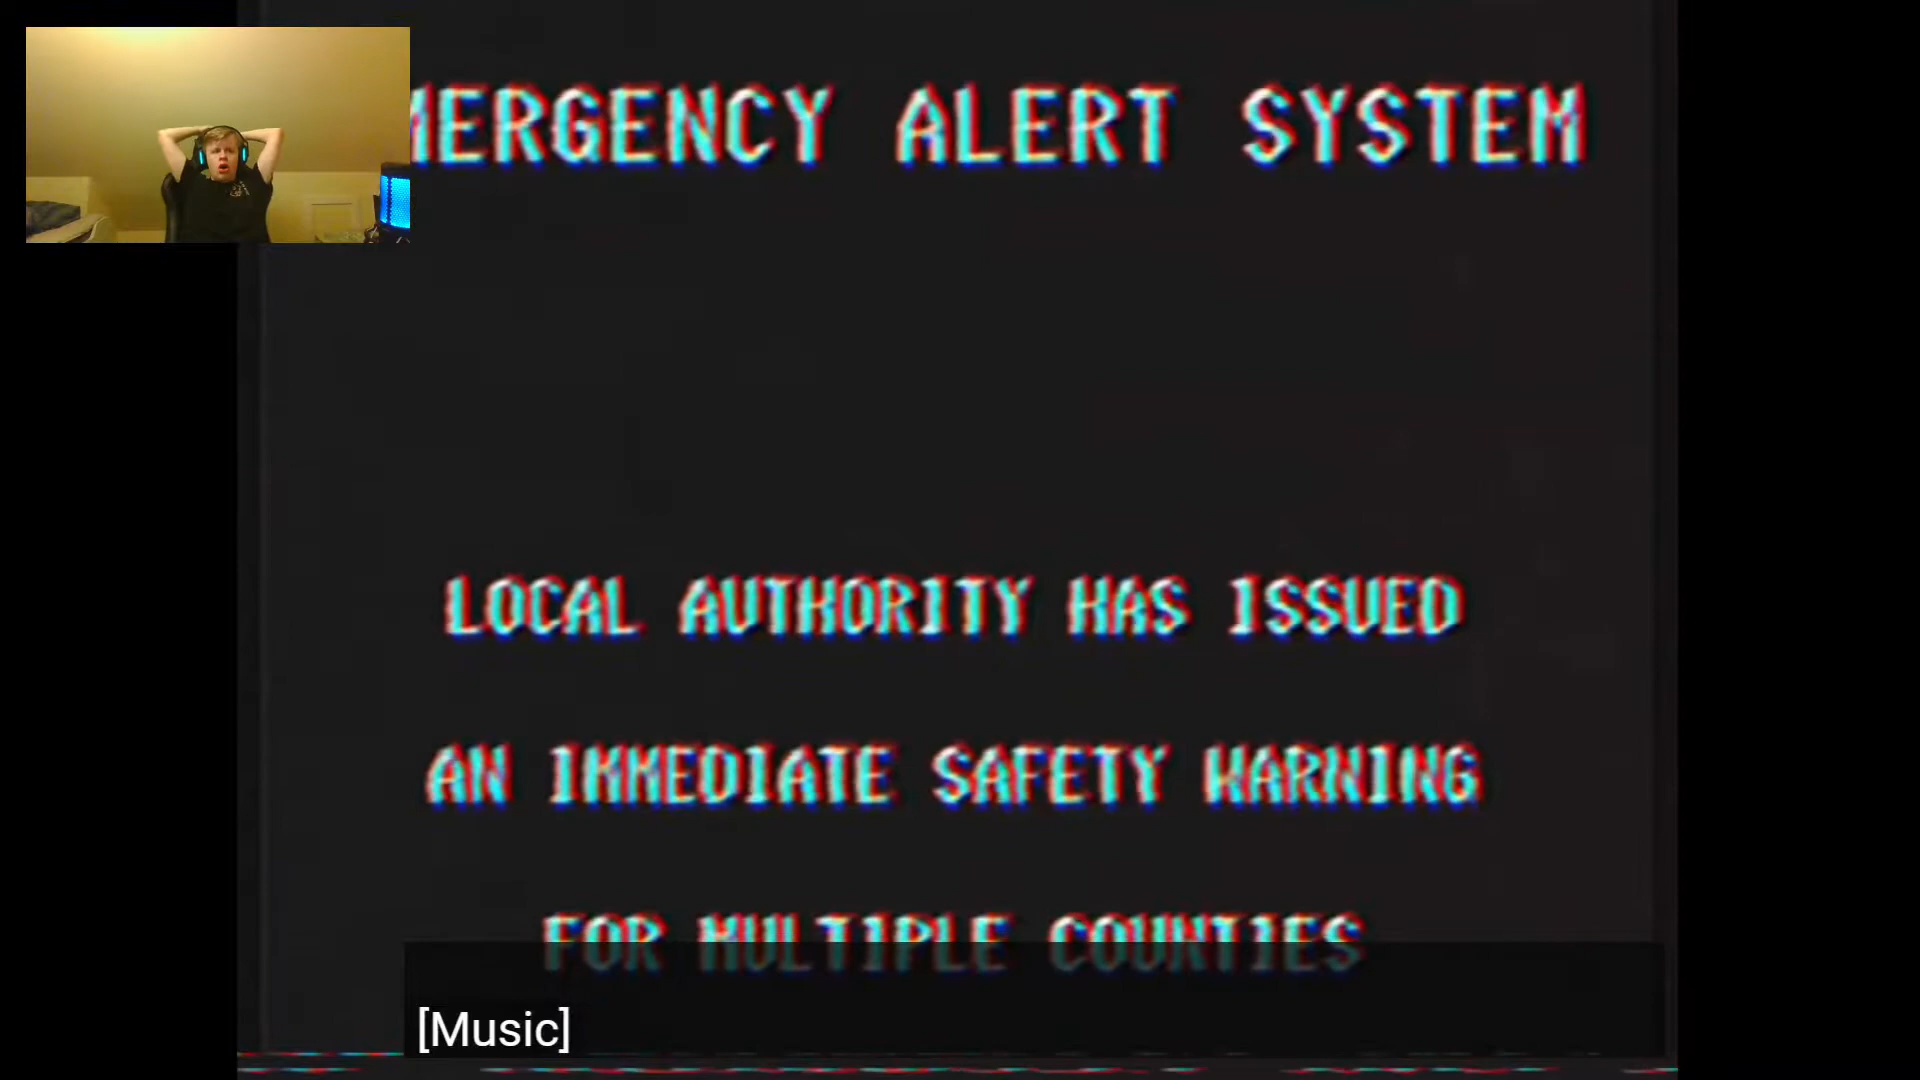 MERGENCY ALERT SYSTEM
LOCAL AUTHORITY HAS ISSUED
AN IMMEDIATE SAFETY WARNING
FOR MULTIPLE COUNTIES
[Music]